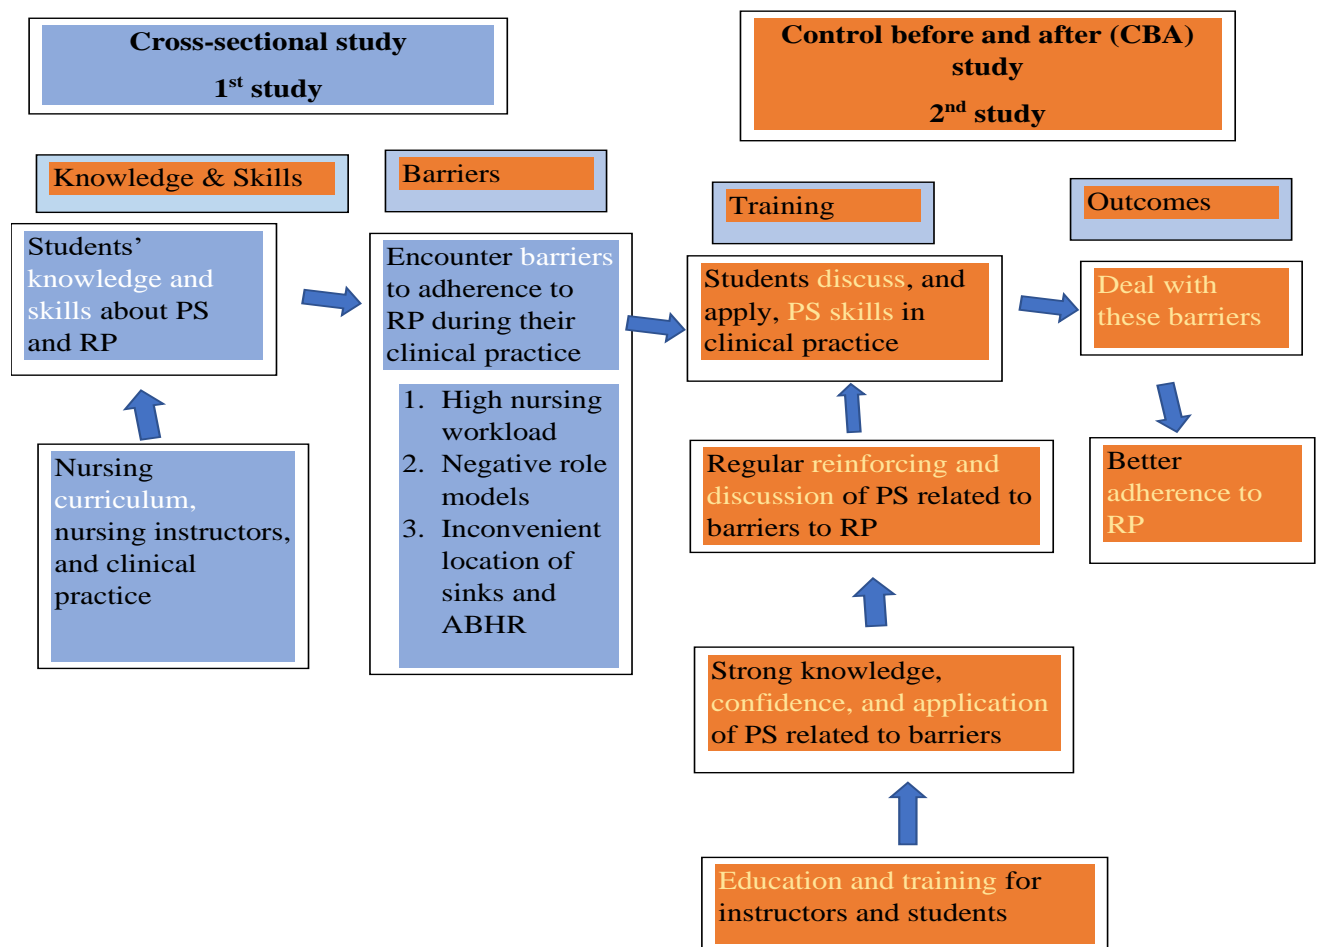 Cross-sectional study
1st study
Control before and after (CBA)
study
2nd study
Knowledge & Skills
Barriers
Training
Outcomes
Students’
knowledge and
skills about PS
and RP
Nursing
curriculum,
nursing instructors,
and clinical
practice
Encounter barriers
to adherence to
RP during their
clinical practice
1. High nursing
workload
2. Negative role
models
3. Inconvenient
location of
sinks and
ABHR
Students discuss, and
apply, PS skills in
clinical practice
Regular reinforcing and
discussion of PS related to
barriers to RP
Strong knowledge,
confidence, and application
of PS related to barriers
Education and training for
instructors and students
Deal with
these barriers
Better
adherence to
RP